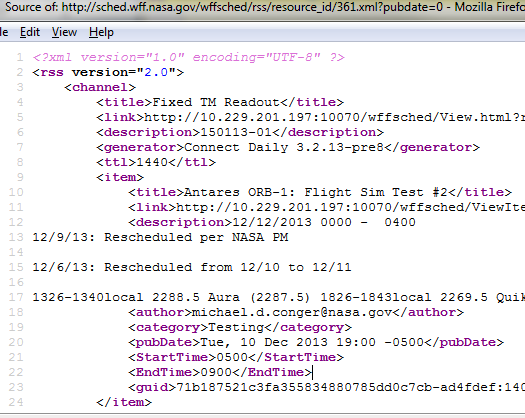 Source of: http://sched.wff.nasa.gov/wffsched/rss/resource_id/361.xml?pubdate=0 - Mozilla Firefo
le Edit View Help
1 <?xml version="1.0" encoding="UTF-8" ?>
2 <rss version="2.0">
3 <channel>
4 <title>Fixed TM Readout</title>
5 <link>http://10.229.201.197:10070/wffsched/View.html?r
6 <description>150113-01</description>
7 <generator>Connect Daily 3.2.13-pre8</generator>
8 <ttl>1440</ttl>
9 <item>
10 <title>Antares ORB-1: Flight Sim Test #2</title>
11 <link>http://10.229.201.197:10070/wffsched/ViewIte
12 <description>12/12/2013 0000 - 0400
13 12/9/13: Rescheduled per NASA PM
14
15 12/6/13: Rescheduled from 12/10 to 12/11
16
17 1326-1340local 2288.5 Aura (2287.5) 1826-1843local 2269.5 Quik
18 <author>michael.d.conger@nasa.gov</author>
19 <category>Testing</category>
20 <pubDate>Tue, 10 Dec 2013 19:00 -0500</pubDate>
21 <StartTime>0500</StartTime>
22 <EndTime>0900</EndTime>
23 <guid>71b187521c3fa355834880785dd0c7cb-ad4fdef:140
24 </item>